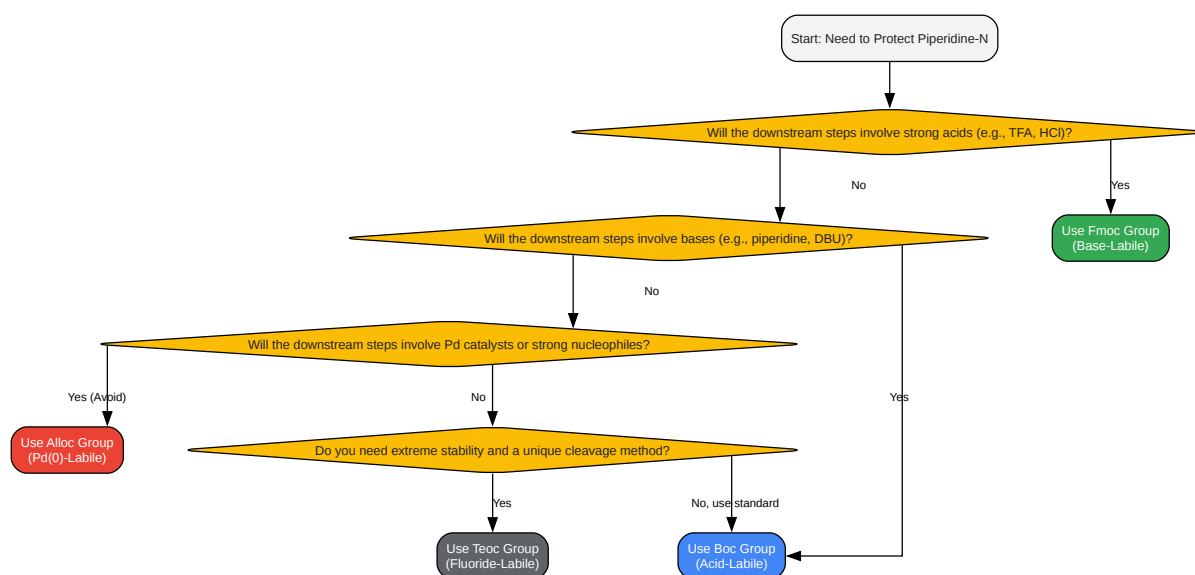 Start: Need to Protect Piperidine-N
Will the downstream steps involve strong acids (e.g., TFA, HCl)?
No
Yes
Use Fmoc Group
(Base-Labile)
Will the downstream steps involve bases (e.g., piperidine, DBU)?
No
Will the downstream steps involve Pd catalysts or strong nucleophiles?
Yes (Avoid)
No
Yes
Use Alloc Group
(Pd(0)-Labile)
Do you need extreme stability and a unique cleavage method?
Yes
No, use standard
Use Teoc Group
(Fluoride-Labile)
Use Boc Group
(Acid-Labile)